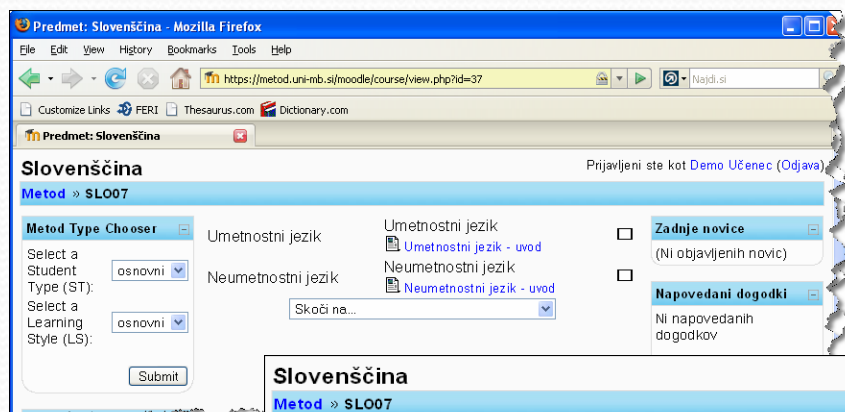 Predmet: Slovenščina - Mozilla Firefox
File Edit View History Bookmarks Tools Help
https://metod.uni-mb.si/moodle/course/view.php?id=37
Najdi.si
Customize Links FERI Thesaurus.com Dictionary.com
Predmet: Slovenščina
Slovenščina
Prijavljeni ste kot Demo Učenec (Odjava)
Metod » SLO07
Metod Type Chooser
Select a
Student
Type (ST):
osnovni
Select a
Learning
Style (LS):
osnovni
Submit
Umetnostni jezik
Umetnostni jezik
Umetnostni jezik - uvod
Neumetnostni jezik
Neumetnostni jezik
Neumetnostni jezik - uvod
Skoči na...
Zadnje novice
(Ni objavljenih novic)
Napovedani dogodki
Ni napovedanih
dogodkov
Slovenščina
Metod » SLO07